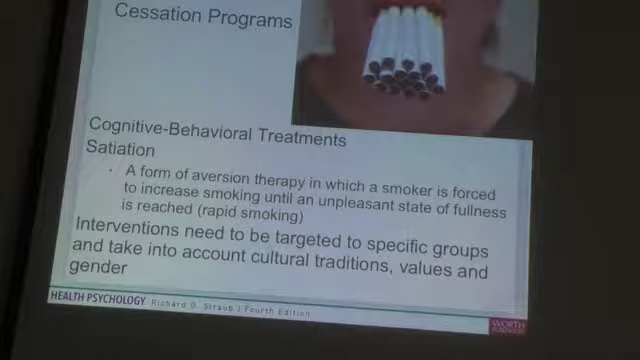 Cessation Programs
Cognitive-Behavioral Treatments
Satiation
· A form of aversion therapy in which a smoker is forced
to increase smoking until an unpleasant state of fullness
is reached (rapid smoking)
Interventions need to be targeted to specific groups
and take into account cultural traditions, values and
gender
HEALTH PSYCHOLOGY Richard O. Straub | Fourth Edition
WORTH